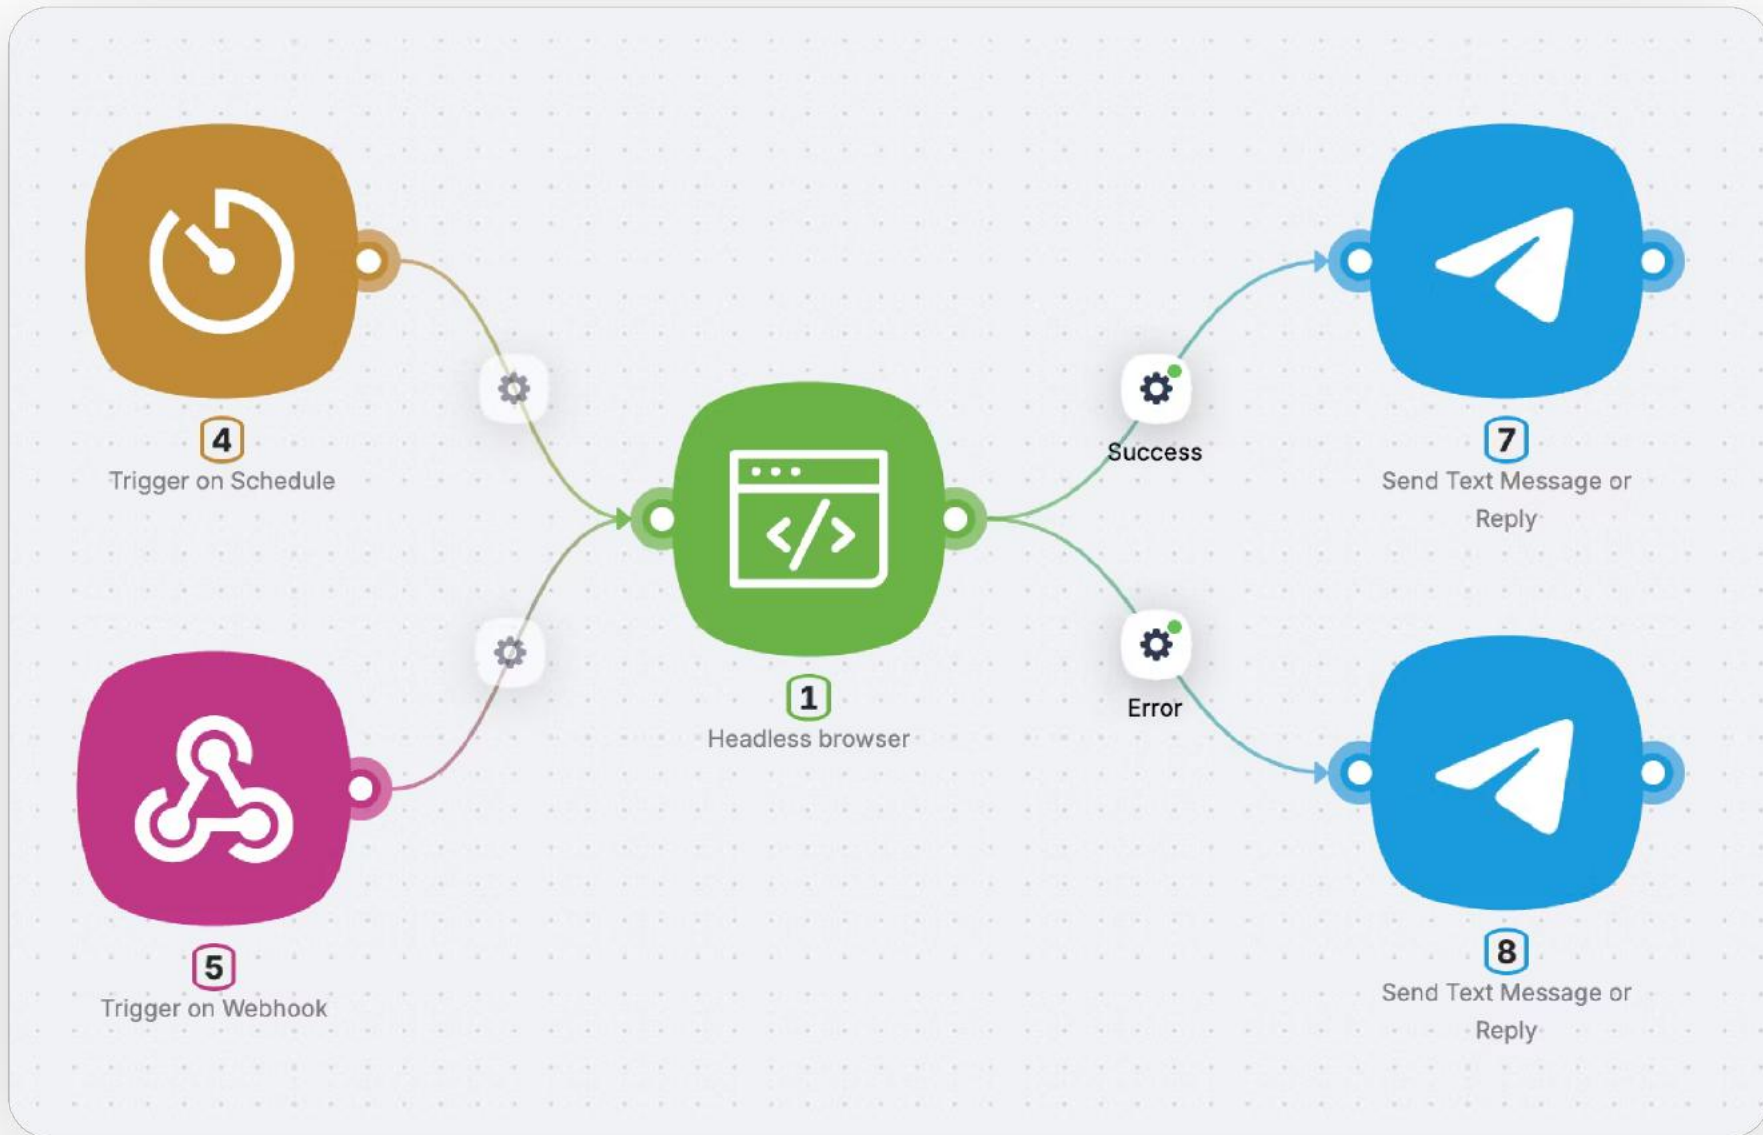 4
Trigger on Schedule
5
Trigger on Webhook
1
Headless browser
Success
Error
7
Send Text Message or
Reply
8
Send Text Message or
Reply